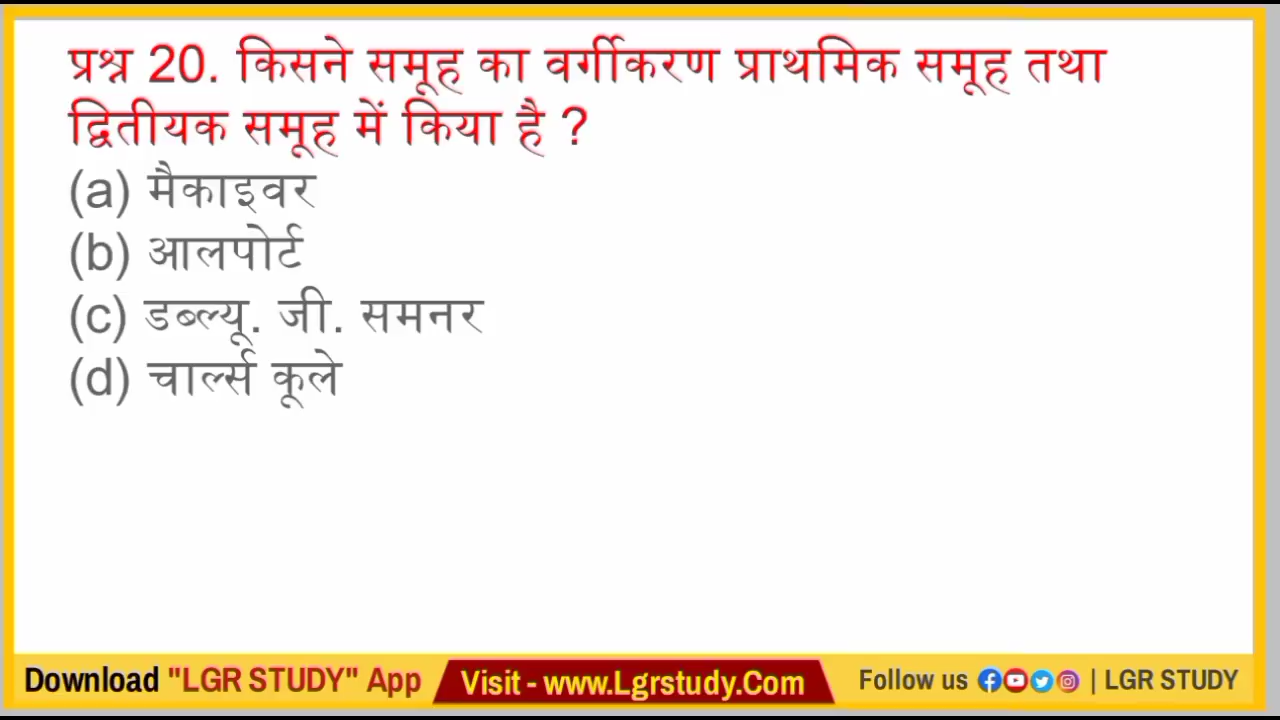 प्रश्न 20. किसने समूह का वर्गीकरण प्राथमिक समूह तथा
द्वितीयक समूह में किया है ?
(a) मैकाइवर
(b) आलपोर्ट
(c) डब्ल्यू. जी. समनर
(d) चार्ल्स कूले
Download "LGR STUDY" App Visit - www.Lgrstudy.Com Follow us | LGR STUDY